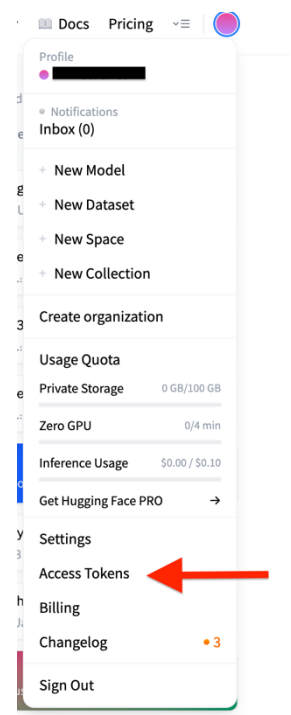 Docs Pricing
Profile
Notifications
Inbox (0)
+ New Model
+ New Dataset
+ New Space
+ New Collection
Create organization
Usage Quota
Private Storage 0 GB/100 GB
Zero GPU 0/4 min
Inference Usage $0.00 / $0.10
Get Hugging Face PRO →
Settings
Access Tokens
Billing
Changelog 3
Sign Out